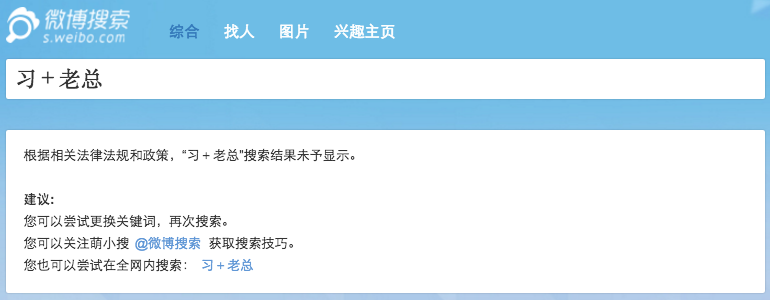 微博搜索
s.weibo.com
综合 找人 图片 兴趣主页
习＋老总
根据相关法律法规和政策，“习＋老总”搜索结果未予显示。
建议:
您可以尝试更换关键词，再次搜索。
您可以关注萌小搜 @微博搜索 获取搜索技巧。
您也可以尝试在全网内搜索： 习＋老总